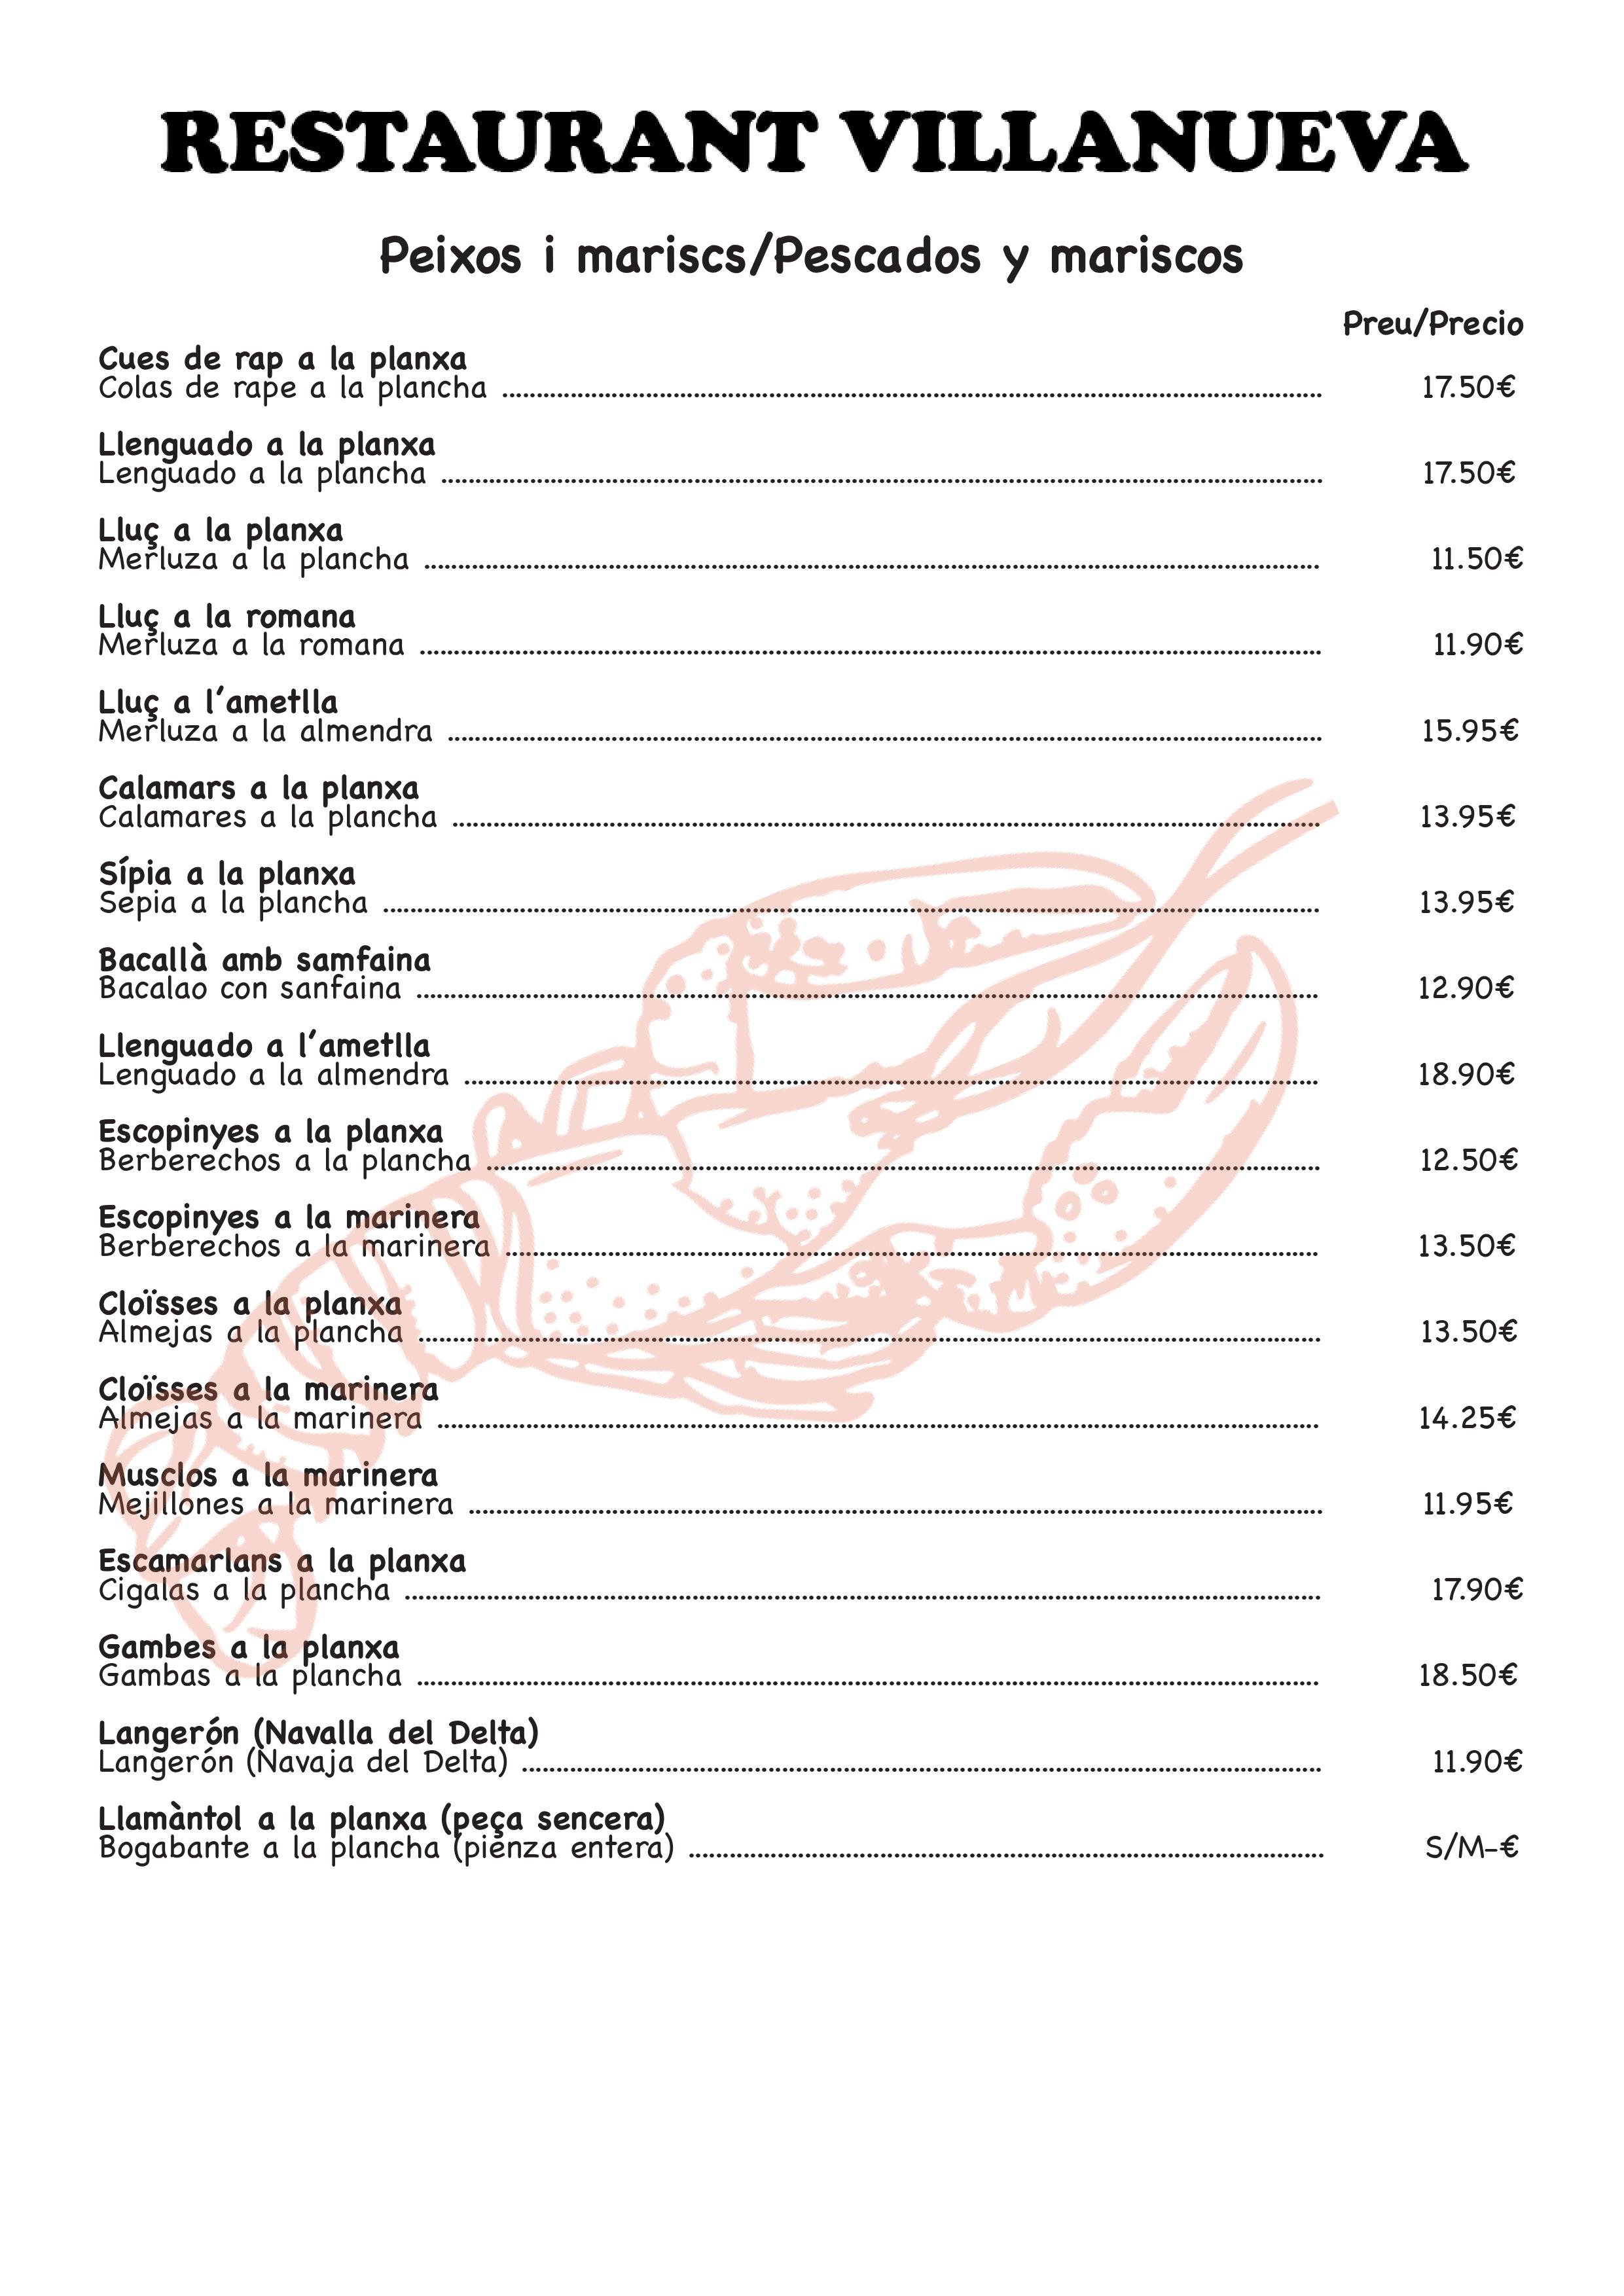 RESTAURANT VILLANUEVA
Peixos i mariscs/Pescados y mariscos
Preu/Precio
Cues de rap a la planxa
Colas de rape a la plancha ........ 17.50€
Llenguado a la planxa
Lenguado a la plancha ........ 17.50€
Lluç a la planxa
Merluza a la plancha ........ 11.50€
Lluç a la romana
Merluza a la romana ........ 11.90€
Lluç a l'ametlla
Merluza a la almendra ........ 15.95€
Calamars a la planxa
Calamares a la plancha ........ 13.95€
Sípia a la planxa
Sepia a la plancha ........ 13.95€
Bacallà amb samfaina
Bacalao con sanfaina ........ 12.90€
Llenguado a l'ametlla
Lenguado a la almendra ........ 18.90€
Escopinyes a la planxa
Berberechos a la plancha ........ 12.50€
Escopinyes a la marinera
Berberechos a la marinera ........ 13.50€
Cloïsses a la planxa
Almejas a la plancha ........ 13.50€
Cloïsses a la marinera
Almejas a la marinera ........ 14.25€
Musclos a la marinera
Mejillones a la marinera ........ 11.95€
Escamarlans a la planxa
Cigalas a la plancha ........ 17.90€
Gambes a la planxa
Gambas a la plancha ........ 18.50€
Langerón (Navalla del Delta)
Langerón (Navaja del Delta) ........ 11.90€
Llamàntol a la planxa (peça sencera)
Bogabante a la plancha (pienza entera) ........ S/M-€